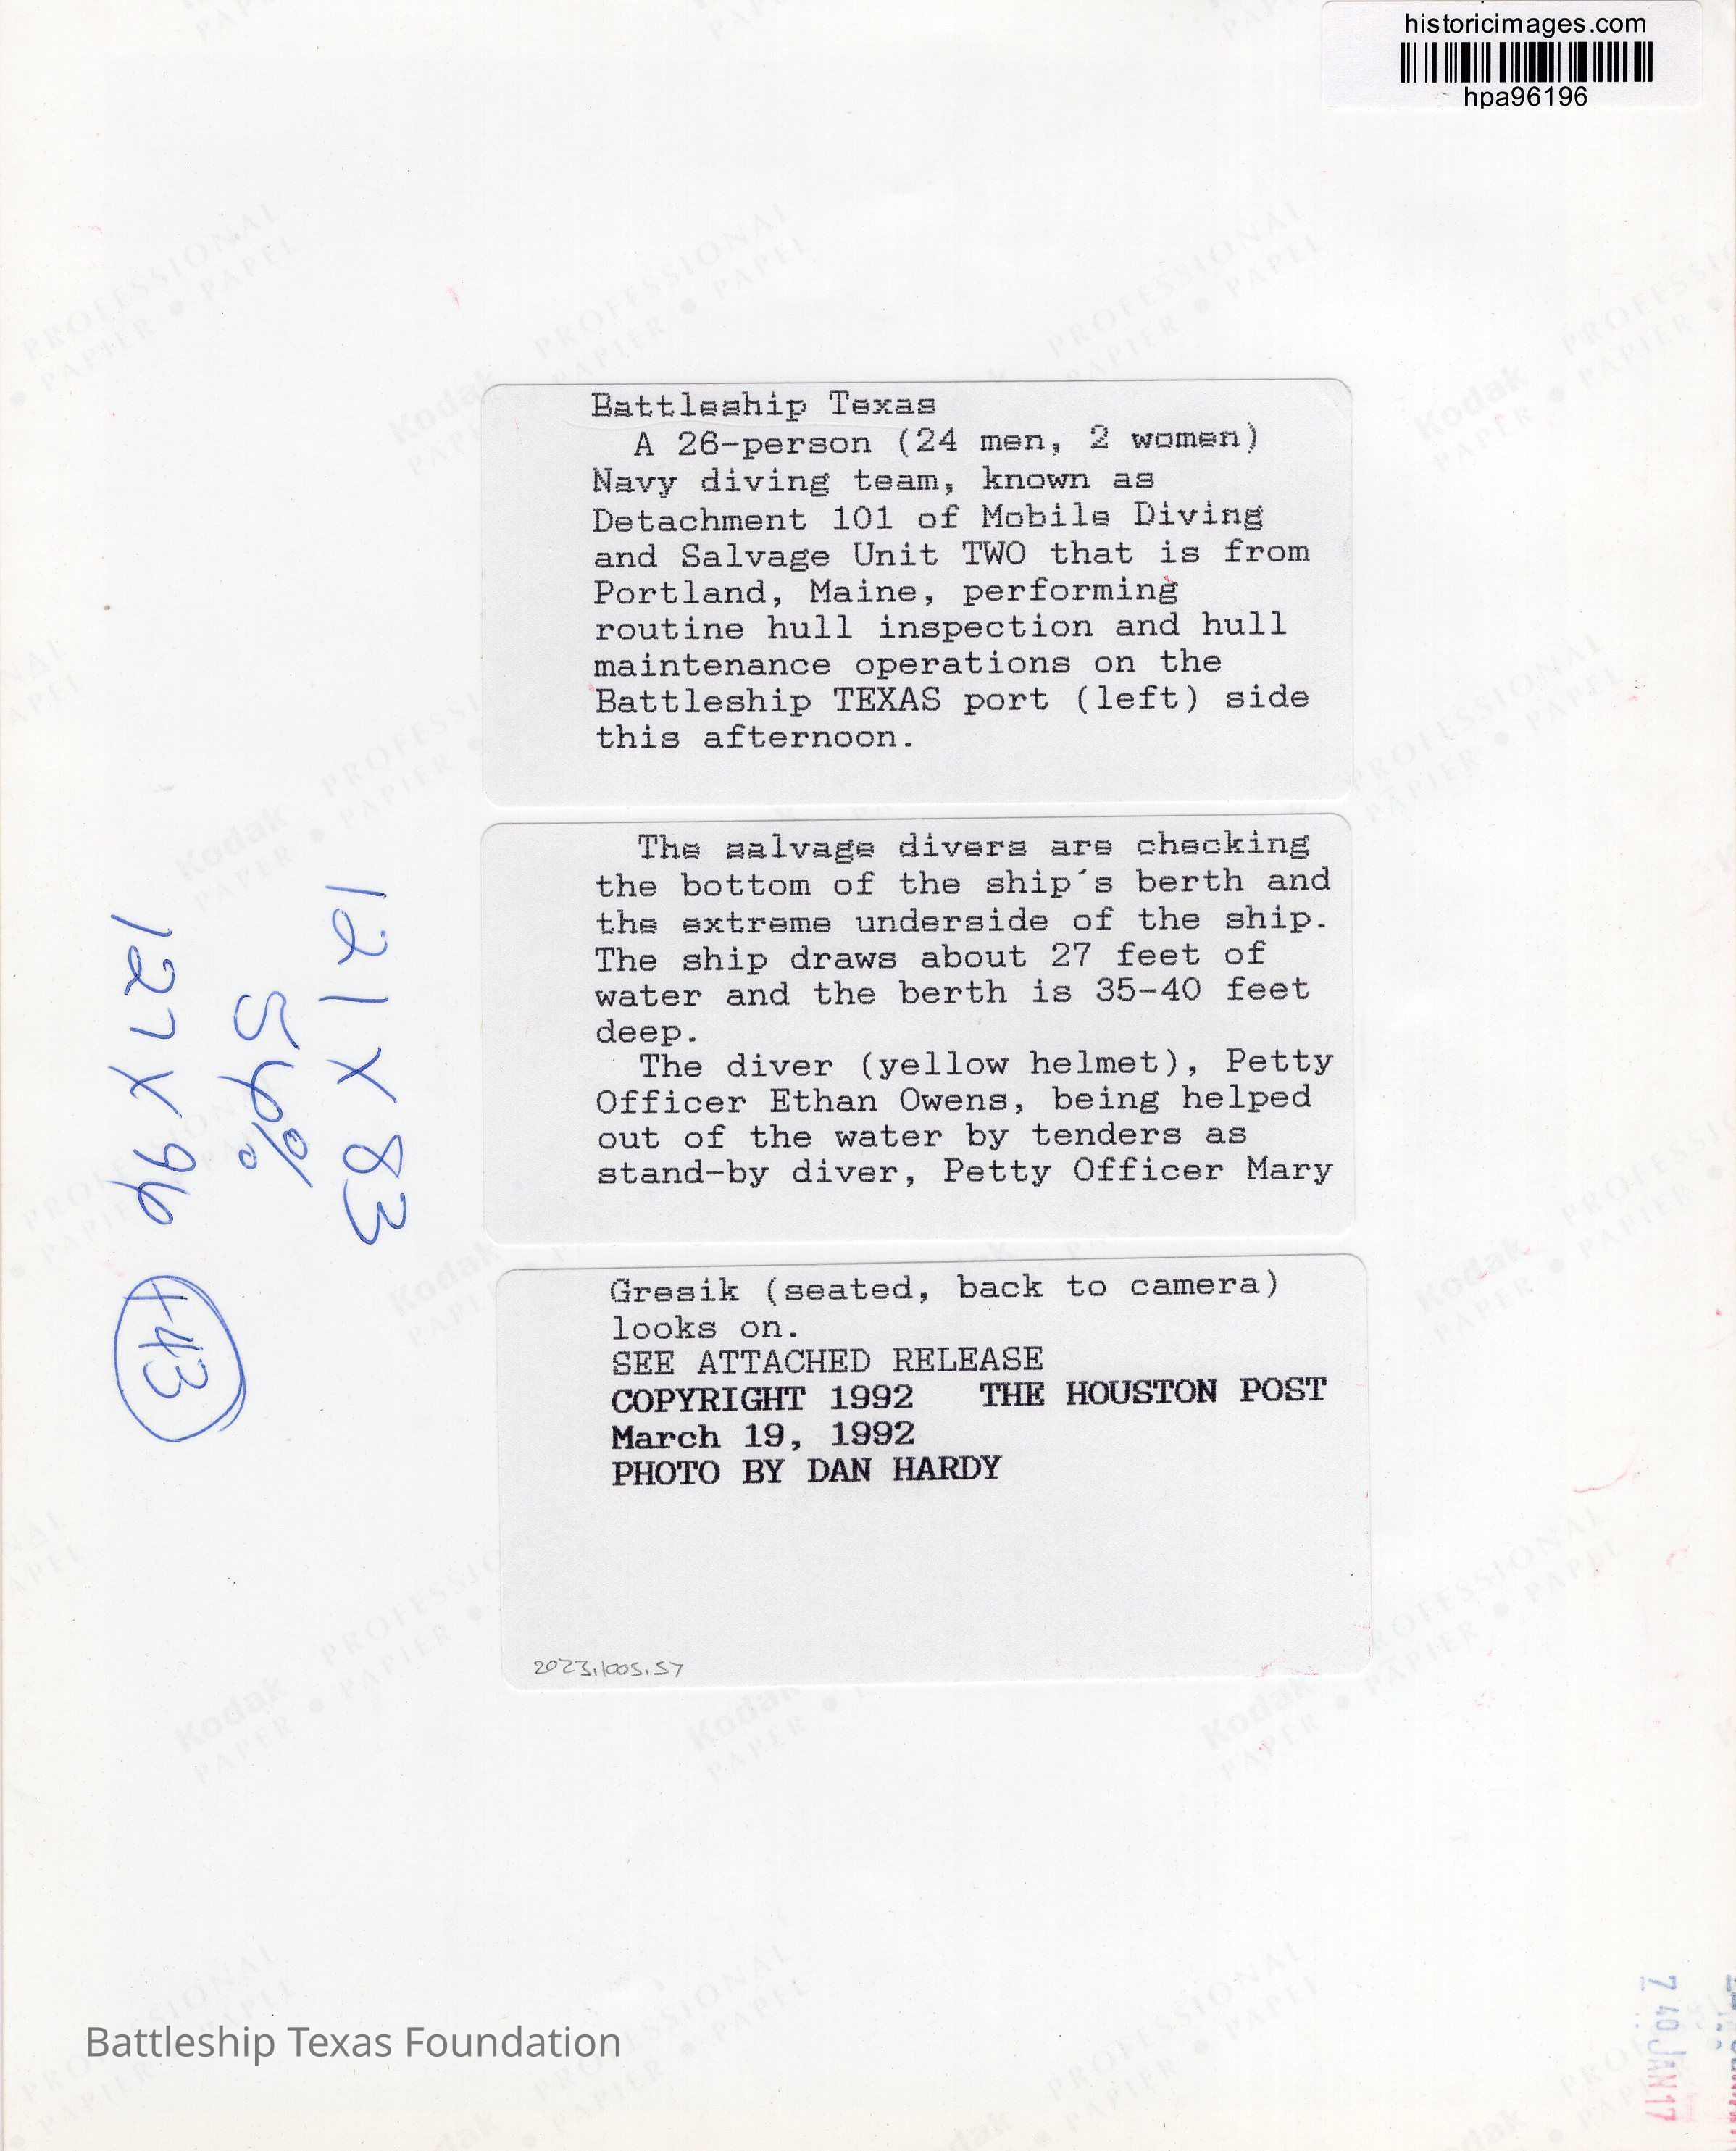 historicimages.com
hpa96196
Battleship Texas
A 26-person (24 men, 2 women)
Navy diving team, known as
Detachment 101 of Mobile Diving
and Salvage Unit TWO that is from
Portland, Maine, performing
routine hull inspection and hull
maintenance operations on the
Battleship TEXAS port (left) side
this afternoon.
The salvage divers are checking
the bottom of the ship's berth and
the extreme underside of the ship.
The ship draws about 27 feet of
water and the berth is 35-40 feet
deep.
The diver (yellow helmet), Petty
Officer Ethan Owens, being helped
out of the water by tenders as
stand-by diver, Petty Officer Mary
Gresik (seated, back to camera)
looks on.
SEE ATTACHED RELEASE
COPYRIGHT 1992 THE HOUSTON POST
March 19, 1992
PHOTO BY DAN HARDY
2023.1005.57
121 X 83
127 X 96
+43
Battleship Texas Foundation
Kodak
PROFESSIONAL
PAPER • PAPIER • PAPEL